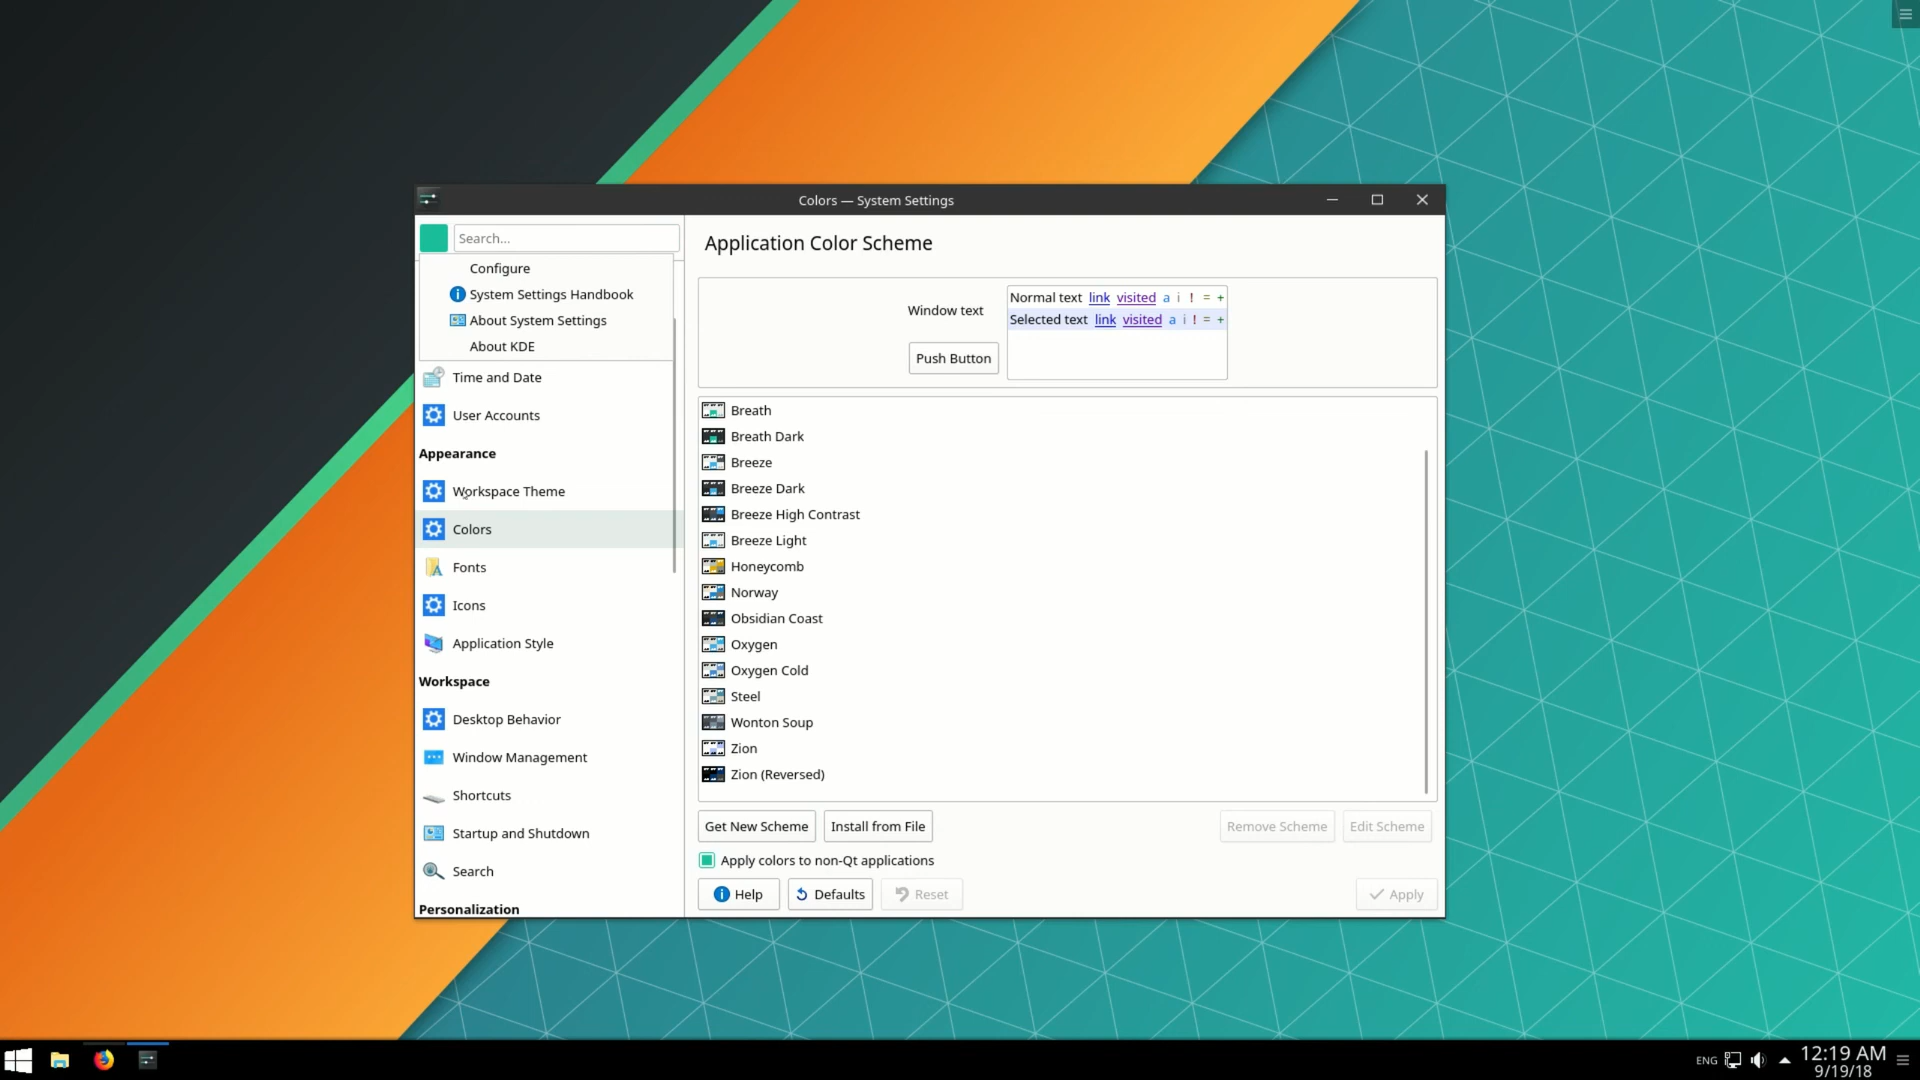 Colors — System Settings
Search...
Configure
System Settings Handbook
About System Settings
About KDE
Time and Date
User Accounts
Appearance
Workspace Theme
Colors
Fonts
Icons
Application Style
Workspace
Desktop Behavior
Window Management
Shortcuts
Startup and Shutdown
Search
Personalization
Application Color Scheme
Window text
Push Button
Normal text link visited a i ! = +
Selected text link visited a i ! = +
Breath
Breath Dark
Breeze
Breeze Dark
Breeze High Contrast
Breeze Light
Honeycomb
Norway
Obsidian Coast
Oxygen
Oxygen Cold
Steel
Wonton Soup
Zion
Zion (Reversed)
Get New Scheme Install from File Remove Scheme Edit Scheme
Apply colors to non-Qt applications
Help Defaults Reset Apply
ENG 12:19 AM
9/19/18